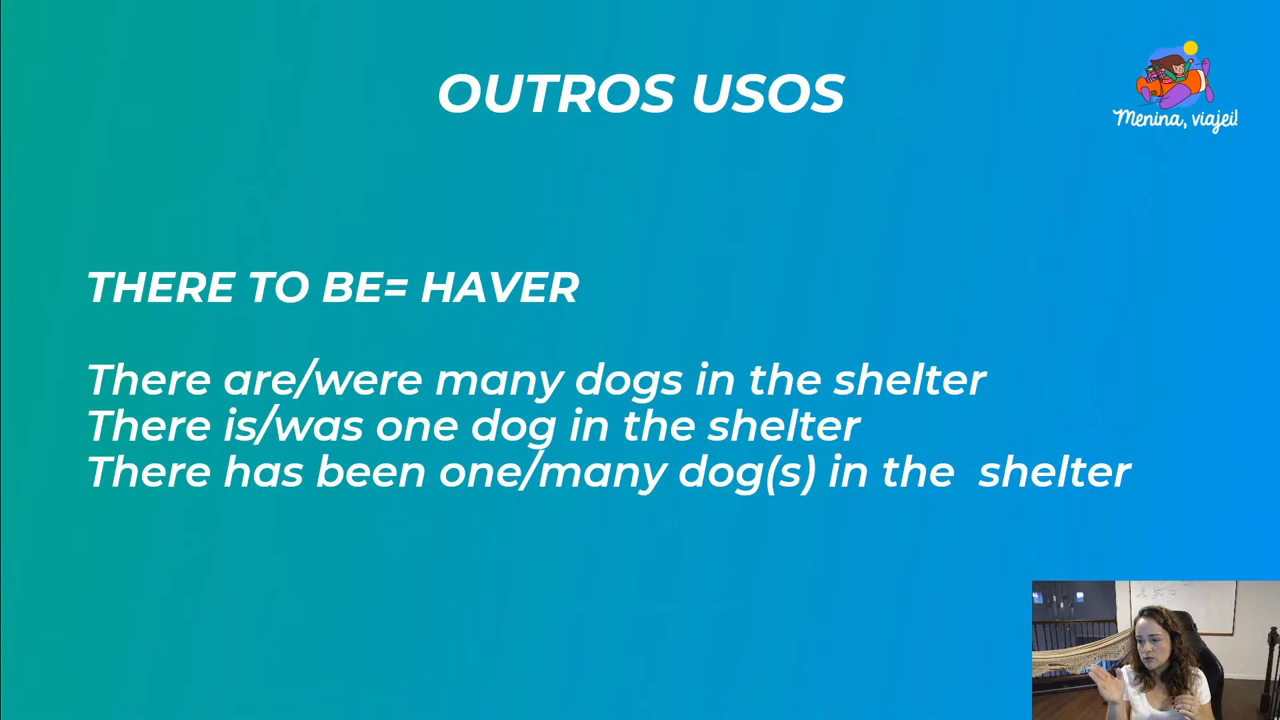 OUTROS USOS
Menina, viajei!
THERE TO BE= HAVER
There are/were many dogs in the shelter
There is/was one dog in the shelter
There has been one/many dog(s) in the  shelter